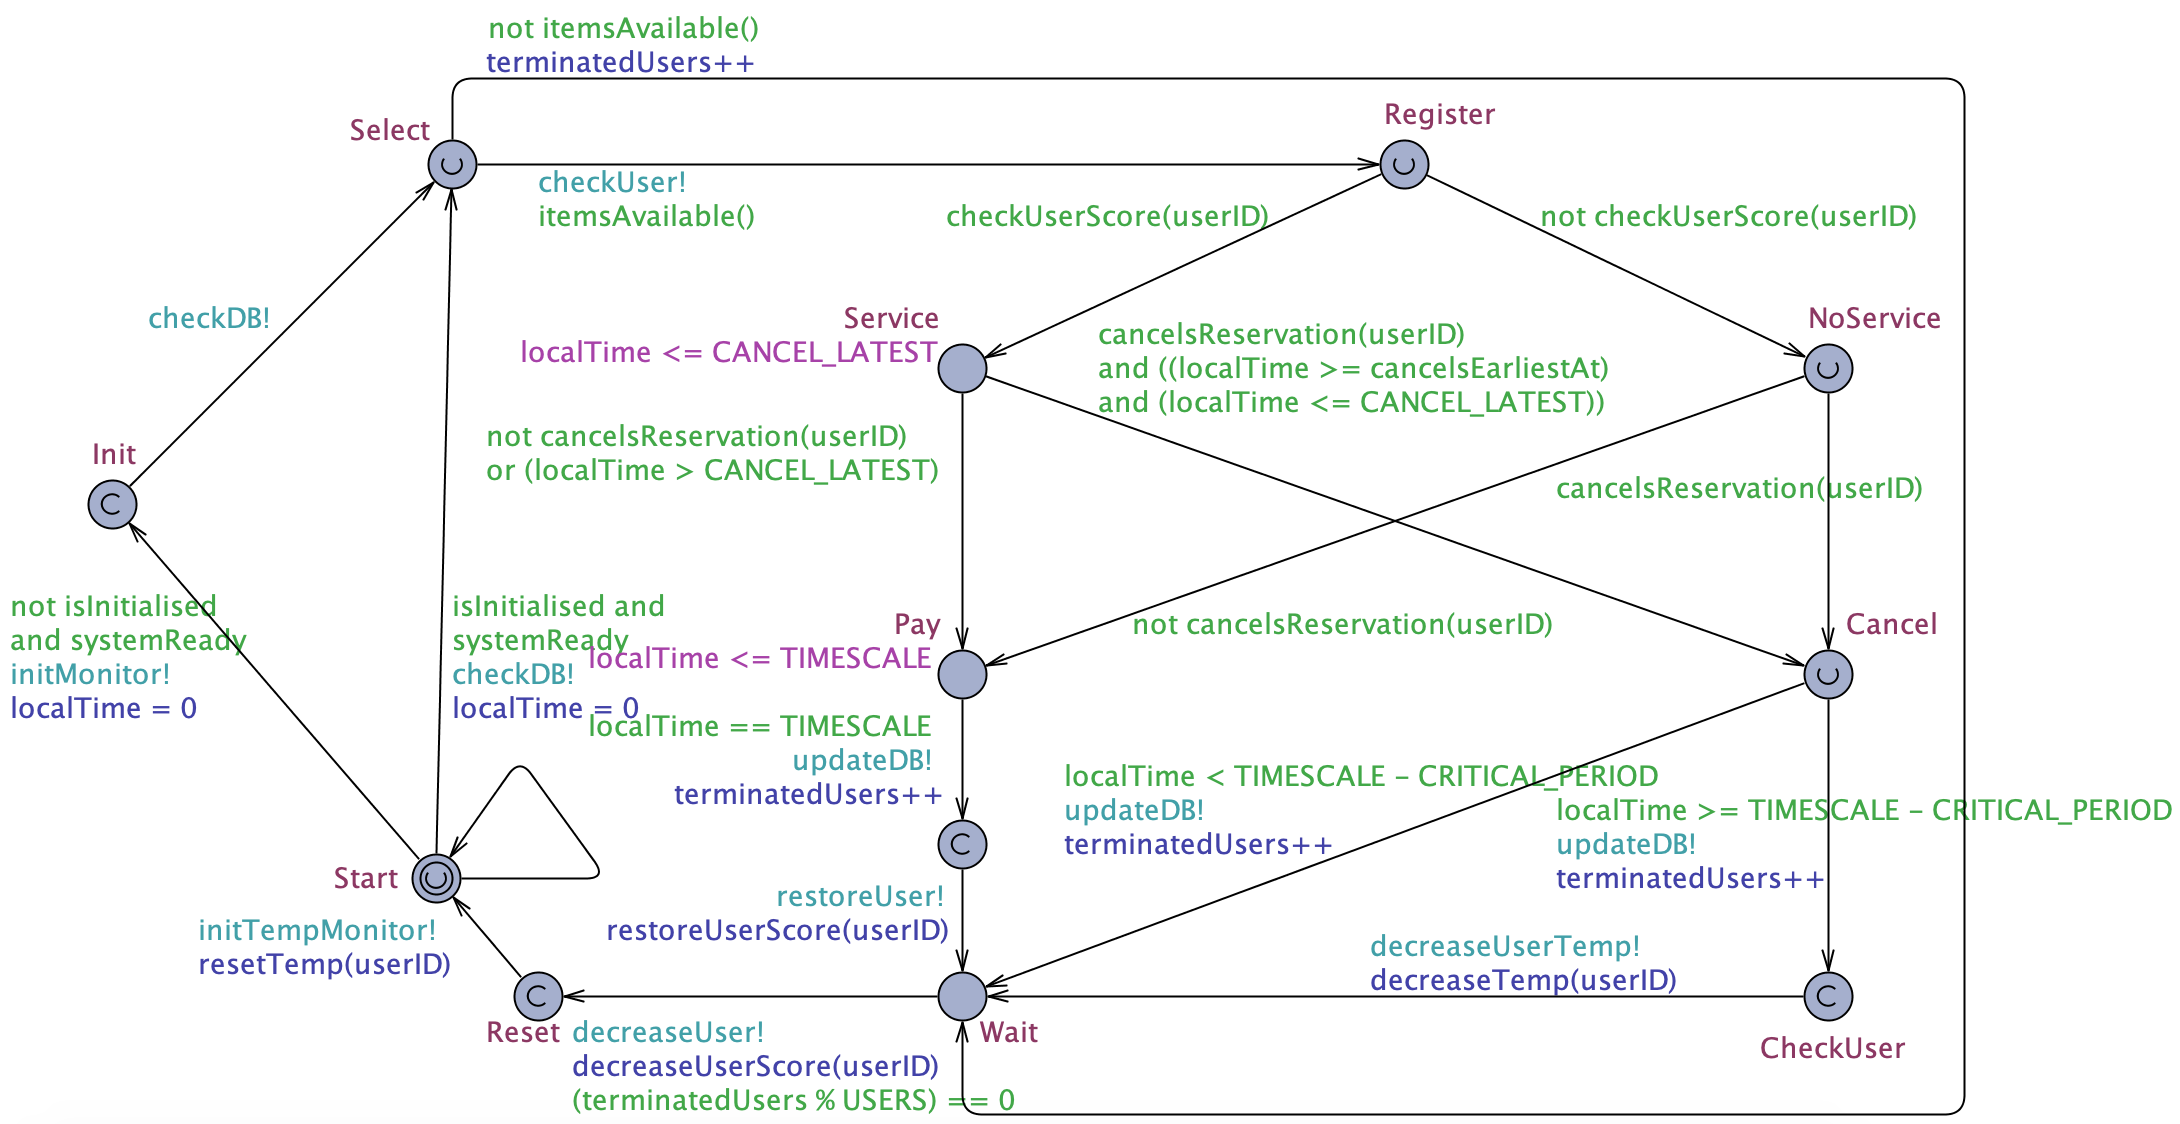 not itemsAvailable()
terminatedUsers++
Select
Register
checkUser!
itemsAvailable()
checkUserScore(userID)
not checkUserScore(userID)
checkDB!
Service
localTime <= CANCEL_LATEST
cancelsReservation(userID)
and ((localTime >= cancelsEarliestAt)
and (localTime <= CANCEL_LATEST))
NoService
not cancelsReservation(userID)
or (localTime > CANCEL_LATEST)
Init
cancelsReservation(userID)
not isInitialised
and systemReady
initMonitor!
localTime = 0
isInitialised and
systemReady
checkDB!
localTime = 0
Pay
localTime <= TIMESCALE
not cancelsReservation(userID)
Cancel
localTime == TIMESCALE
updateDB!
terminatedUsers++
localTime < TIMESCALE - CRITICAL_PERIOD
updateDB!
terminatedUsers++
localTime >= TIMESCALE - CRITICAL_PERIOD
updateDB!
terminatedUsers++
Start
restoreUser!
restoreUserScore(userID)
initTempMonitor!
resetTemp(userID)
decreaseUserTemp!
decreaseTemp(userID)
Reset
decreaseUser!
decreaseUserScore(userID)
(terminatedUsers % USERS) == 0
Wait
CheckUser